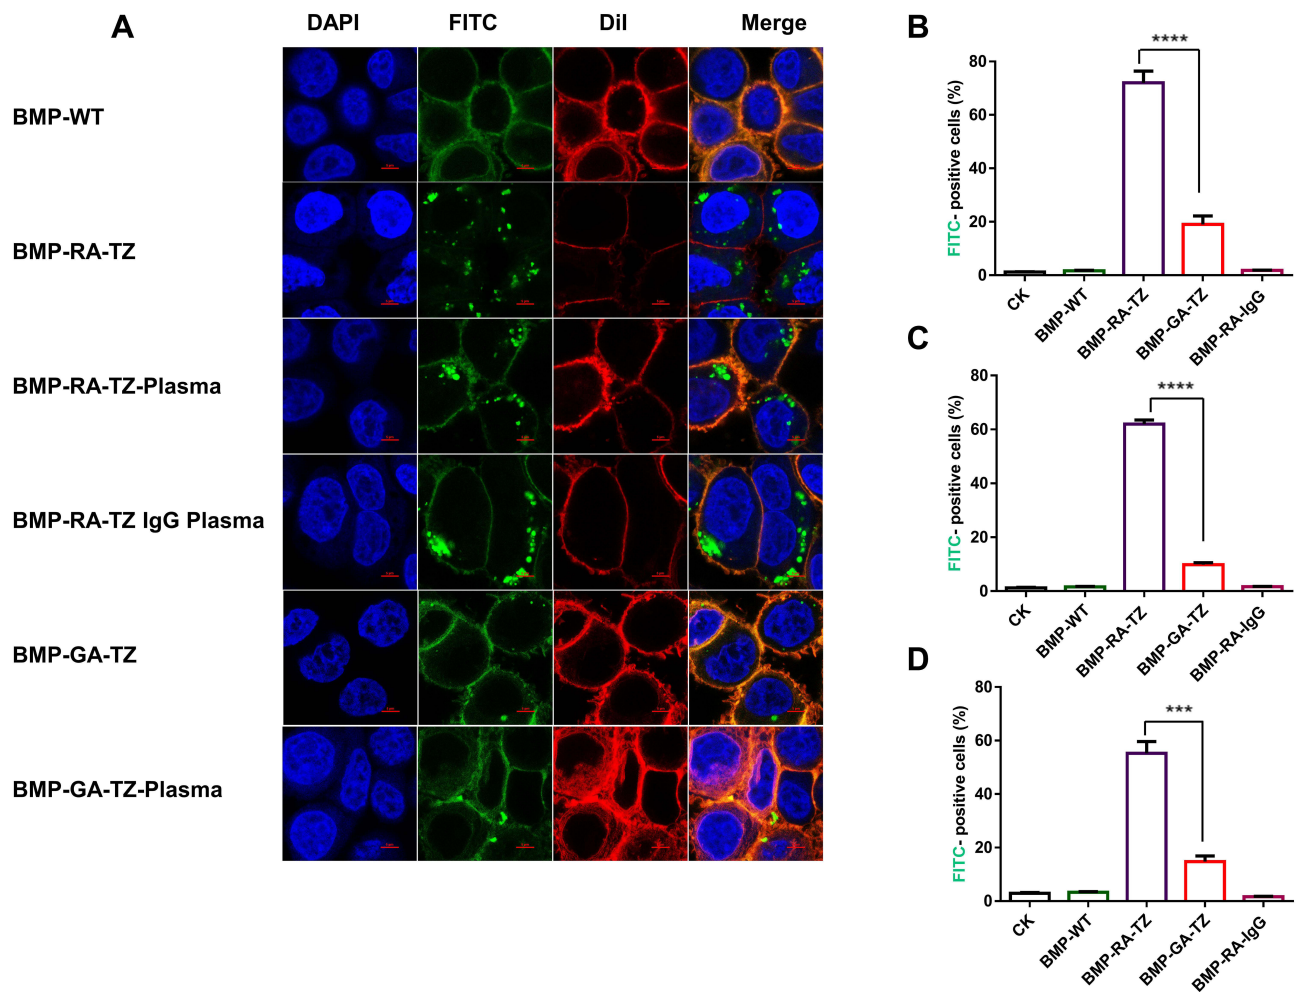 A
DAPI FITC DiI Merge
BMP-WT
BMP-RA-TZ
BMP-RA-TZ-Plasma
BMP-RA-TZ IgG Plasma
BMP-GA-TZ
BMP-GA-TZ-Plasma
B
FITC- positive cells (%)
80
60
40
20
0
****
CK
BMP-WT
BMP-RA-TZ
BMP-GA-TZ
BMP-RA-IgG
C
FITC- positive cells (%)
80
60
40
20
0
****
CK
BMP-WT
BMP-RA-TZ
BMP-GA-TZ
BMP-RA-IgG
D
FITC- positive cells (%)
80
60
40
20
0
***
CK
BMP-WT
BMP-RA-TZ
BMP-GA-TZ
BMP-RA-IgG